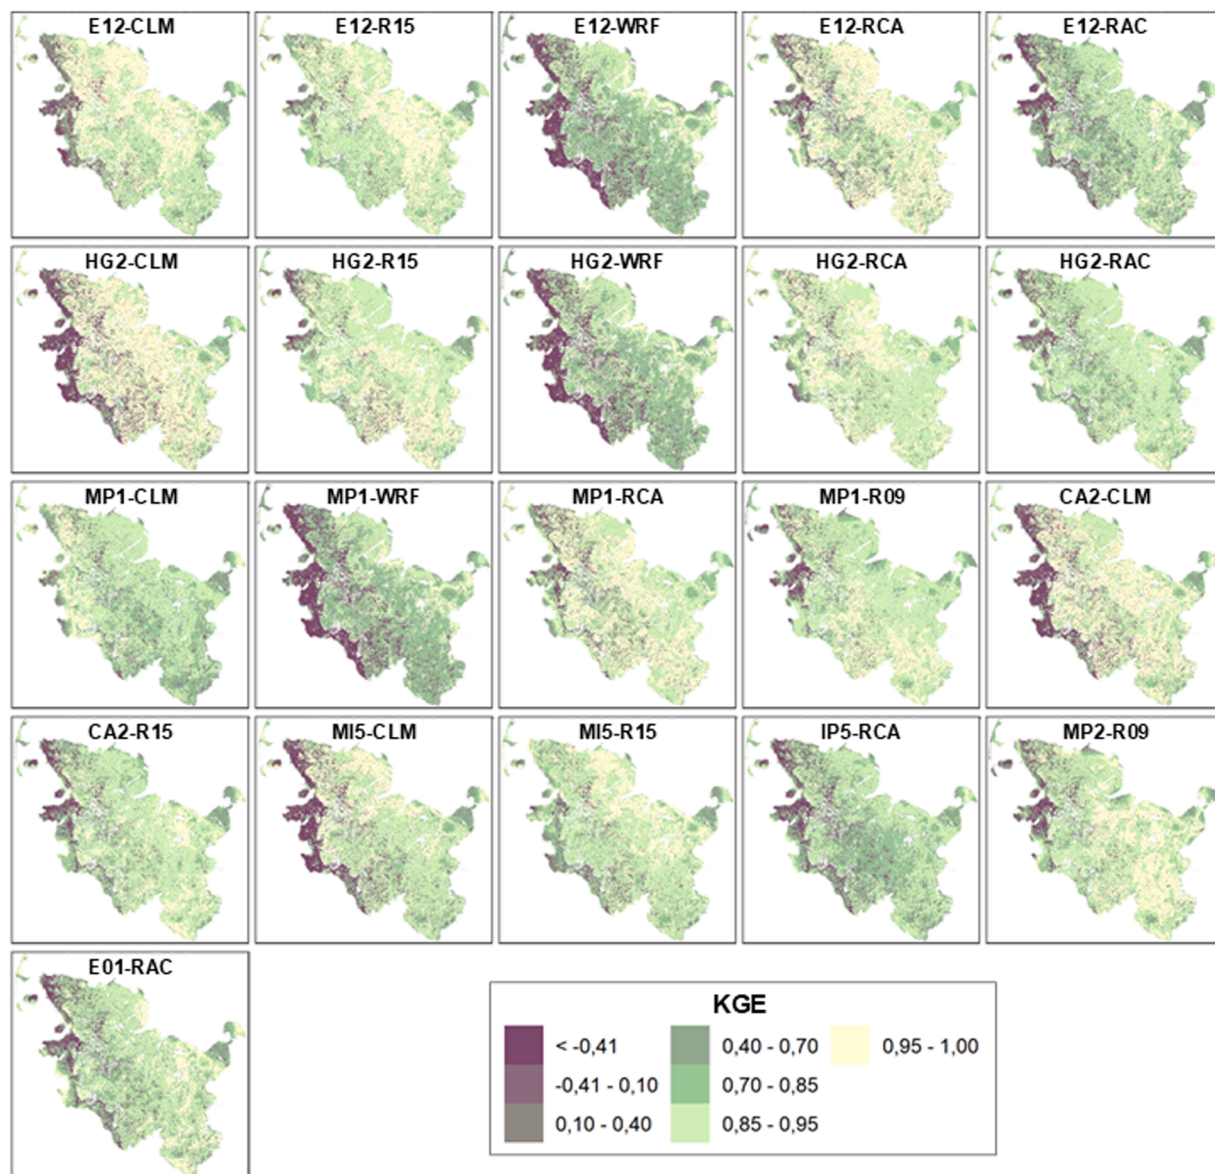 E12-CLM E12-R15 E12-WRF E12-RCA E12-RAC
HG2-CLM HG2-R15 HG2-WRF HG2-RCA HG2-RAC
MP1-CLM MP1-WRF MP1-RCA MP1-R09 CA2-CLM
CA2-R15 MI5-CLM MI5-R15 IP5-RCA MP2-R09
E01-RAC
KGE
< -0,41 0,40 - 0,70 0,95 - 1,00
-0,41 - 0,10 0,70 - 0,85
0,10 - 0,40 0,85 - 0,95